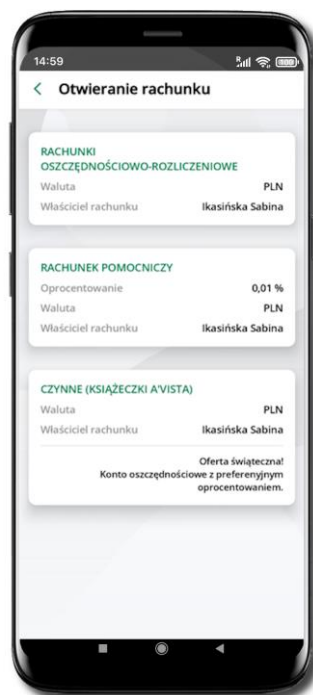 14:59
R
100
Otwieranie rachunku
RACHUNKI
OSZCZĘDNOŚCIOWO-ROZLICZENIOWE
Waluta PLN
Właściciel rachunku Ikasińska Sabina
RACHUNEK POMOCNICZY
Oprocentowanie 0,01 %
Waluta PLN
Właściciel rachunku Ikasińska Sabina
CZYNNE (KSIĄŻECZKI A'VISTA)
Waluta PLN
Właściciel rachunku Ikasińska Sabina
Oferta świąteczna!
Konto oszczędnościowe z preferenyjnym
oprocentowaniem.